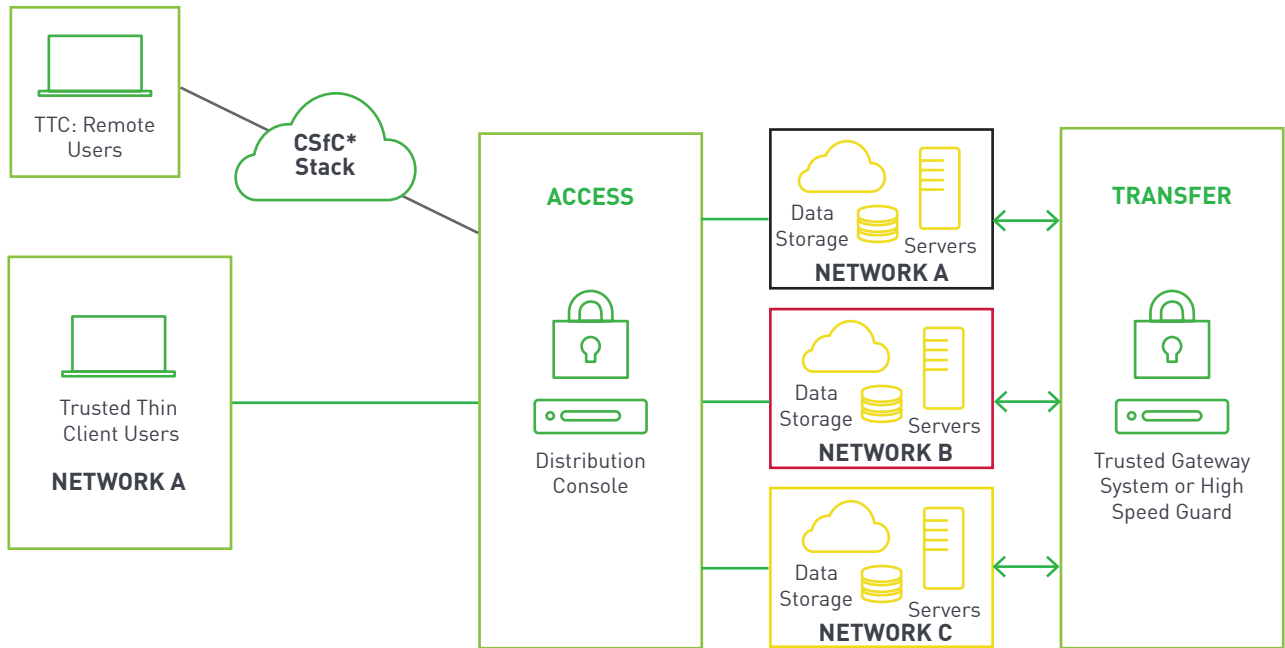 TTC: Remote
Users
CSfC*
Stack
Trusted Thin
Client Users
NETWORK A
ACCESS
Distribution
Console
Data
Storage
Servers
NETWORK A
Data
Storage
Servers
NETWORK B
Data
Storage
Servers
NETWORK C
TRANSFER
Trusted Gateway
System or High
Speed Guard